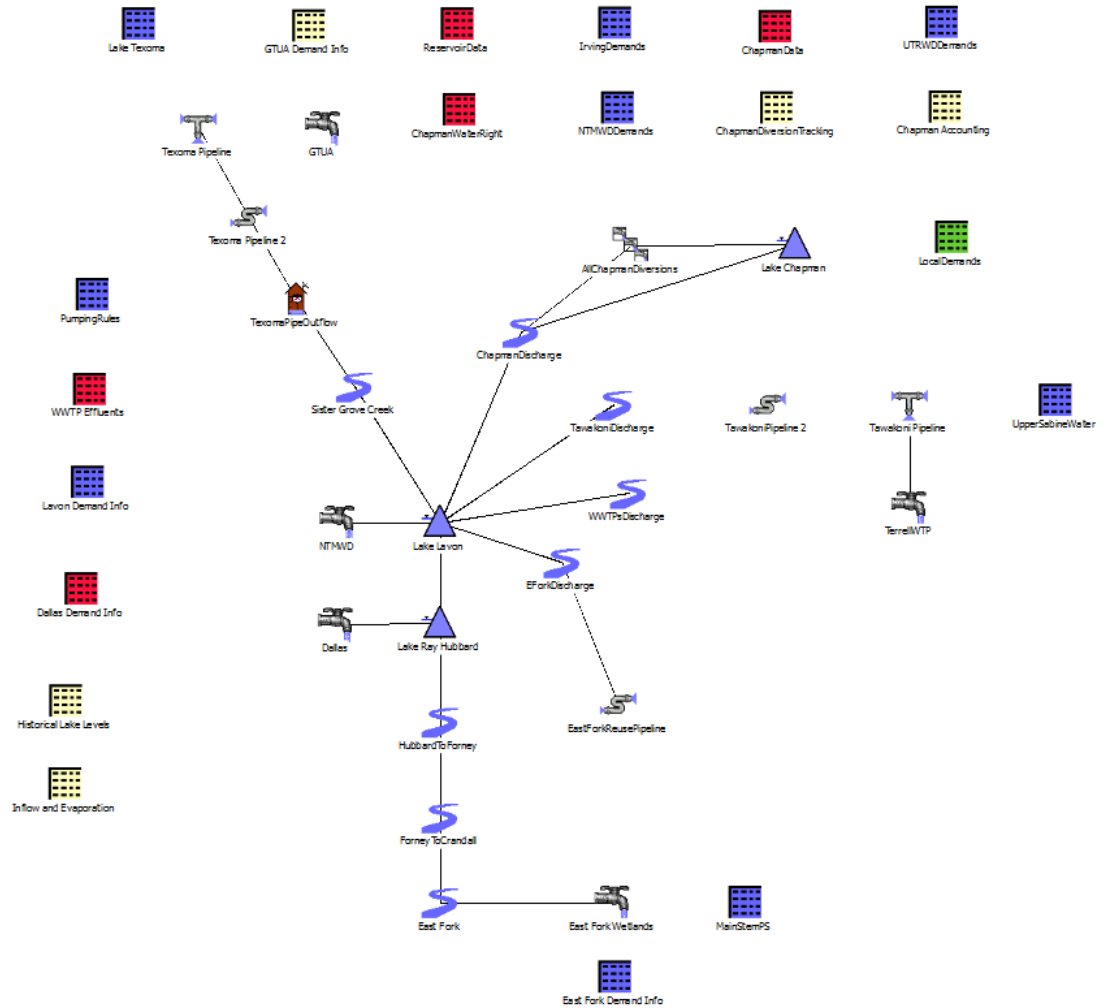 Lake Texoma
GTUA Demand Info
ReservoirData
IrvingDemands
ChapmanData
UTRWDDemands
ChapmanWaterRight
NTMWDDemands
ChapmanDiversionTracking
Chapman Accounting
Texoma Pipeline
GTUA
Texoma Pipeline 2
AllChapmanDiversions
Lake Chapman
LocalDemands
PumpingRules
TexomaPipeOutflow
ChapmanDischarge
WWTP Effluents
Sister Grove Creek
TawakoniDischarge
TawakoniPipeline 2
Tawakoni Pipeline
UpperSabineWater
Lavon Demand Info
WWTPsDischarge
NTMWD
Lake Lavon
TerrellWTP
EForkDischarge
Dallas Demand Info
Dallas
Lake Ray Hubbard
Historical Lake Levels
HubbardToForney
EastForkReusePipeline
Inflow and Evaporation
ForneyToCrandall
East Fork
East Fork Wetlands
MainStemPS
East Fork Demand Info